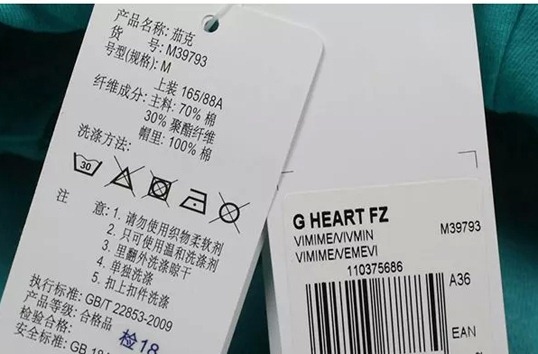 产品名称: 茄克
货　号: M39793
号型(规格): M
上装 165/88A
纤维成分: 主料: 70% 棉
30% 聚酯纤维
帽里: 100% 棉
洗涤方法:
30
注　意: 1. 请勿使用织物柔软剂
2. 只可使用温和洗涤剂
3. 里翻外洗涤晾干
4. 单独洗涤
5. 扣上扣件洗涤
执行标准: GB/T 22853-2009
产品等级: 合格品
检验合格: 检18
安全标准: GB
G HEART FZ
M39793
VIMIME/VIVMIN
VIMIME/VEMEVI
110375686
A36
EAN